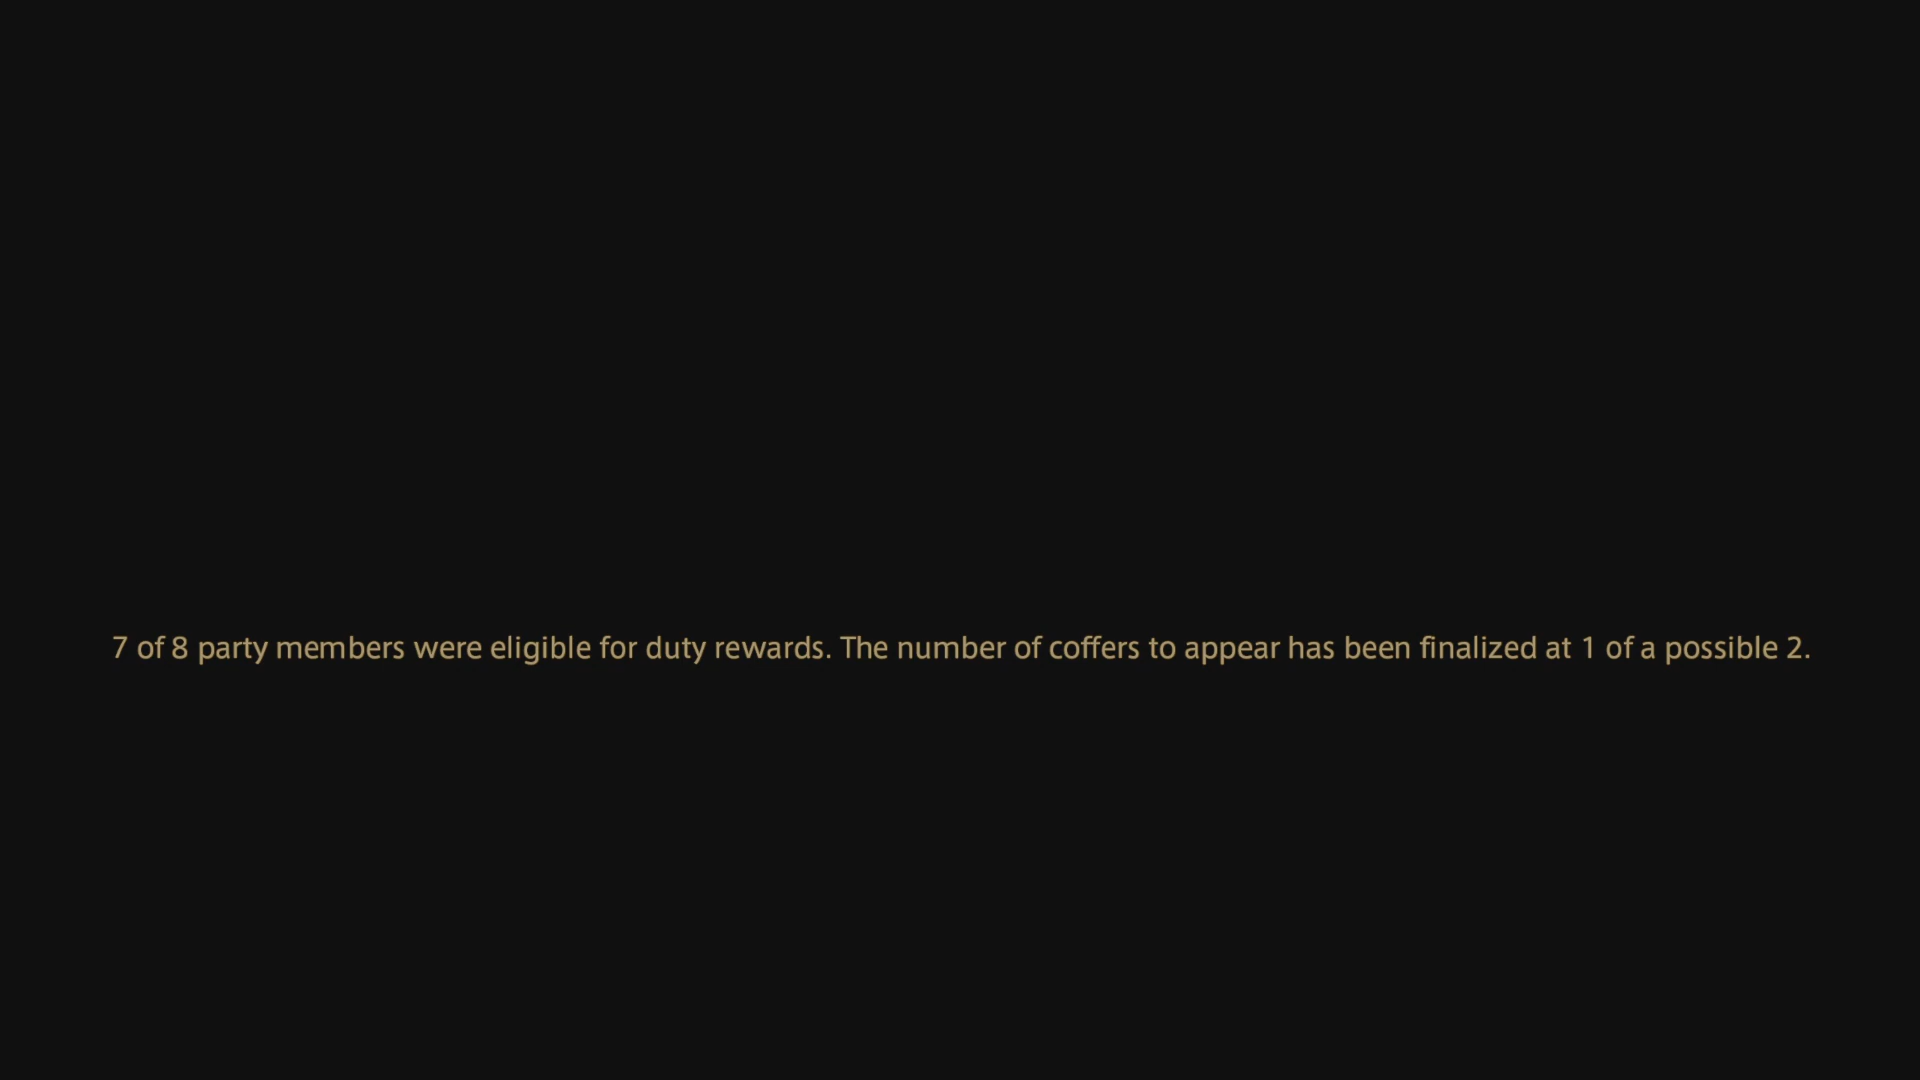 7 of 8 party members were eligible for duty rewards. The number of coffers to appear has been finalized at 1 of a possible 2.